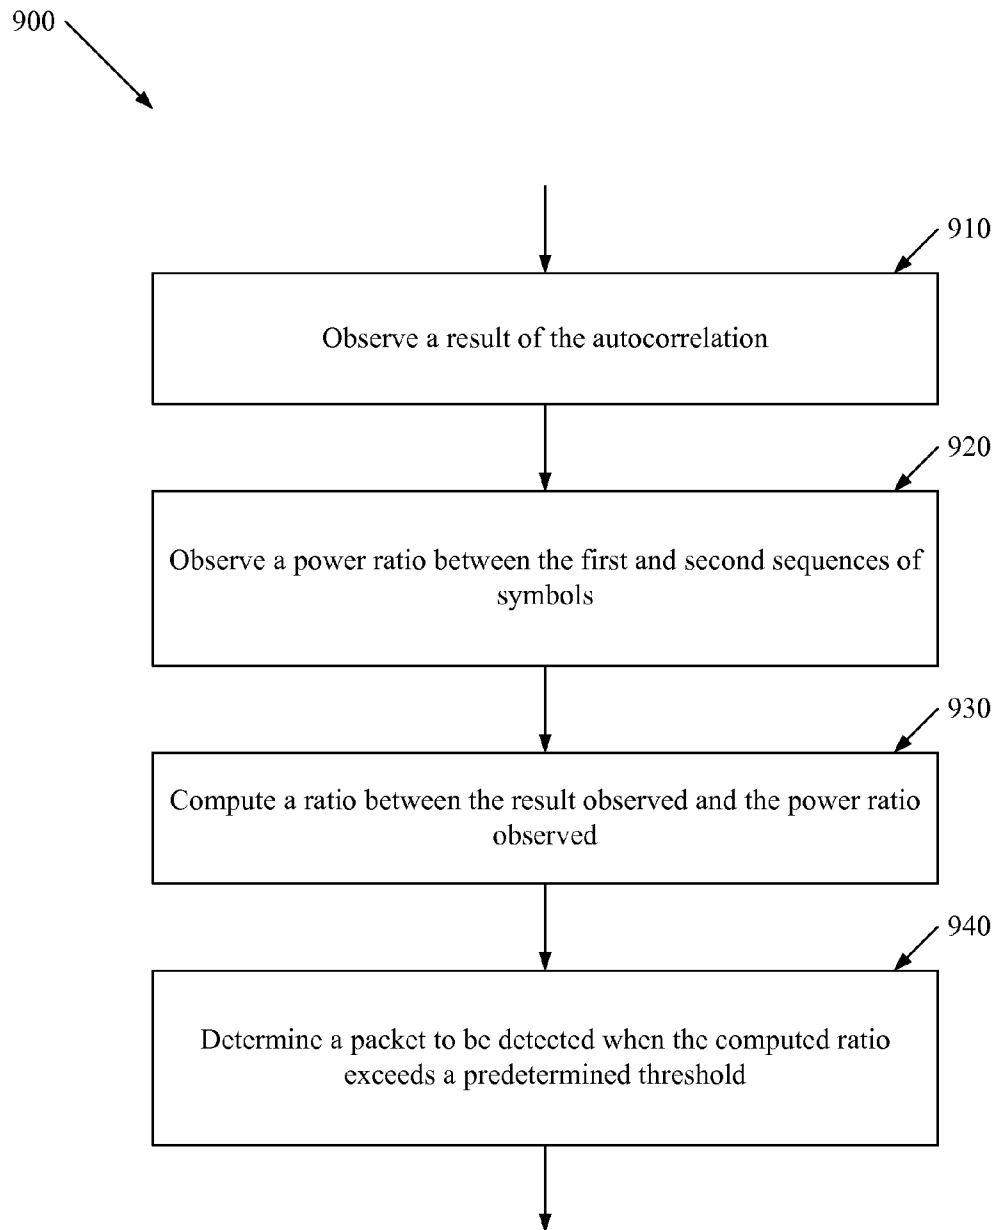 900
910
Observe a result of the autocorrelation
920
Observe a power ratio between the first and second sequences of
symbols
930
Compute a ratio between the result observed and the power ratio
observed
940
Determine a packet to be detected when the computed ratio
exceeds a predetermined threshold